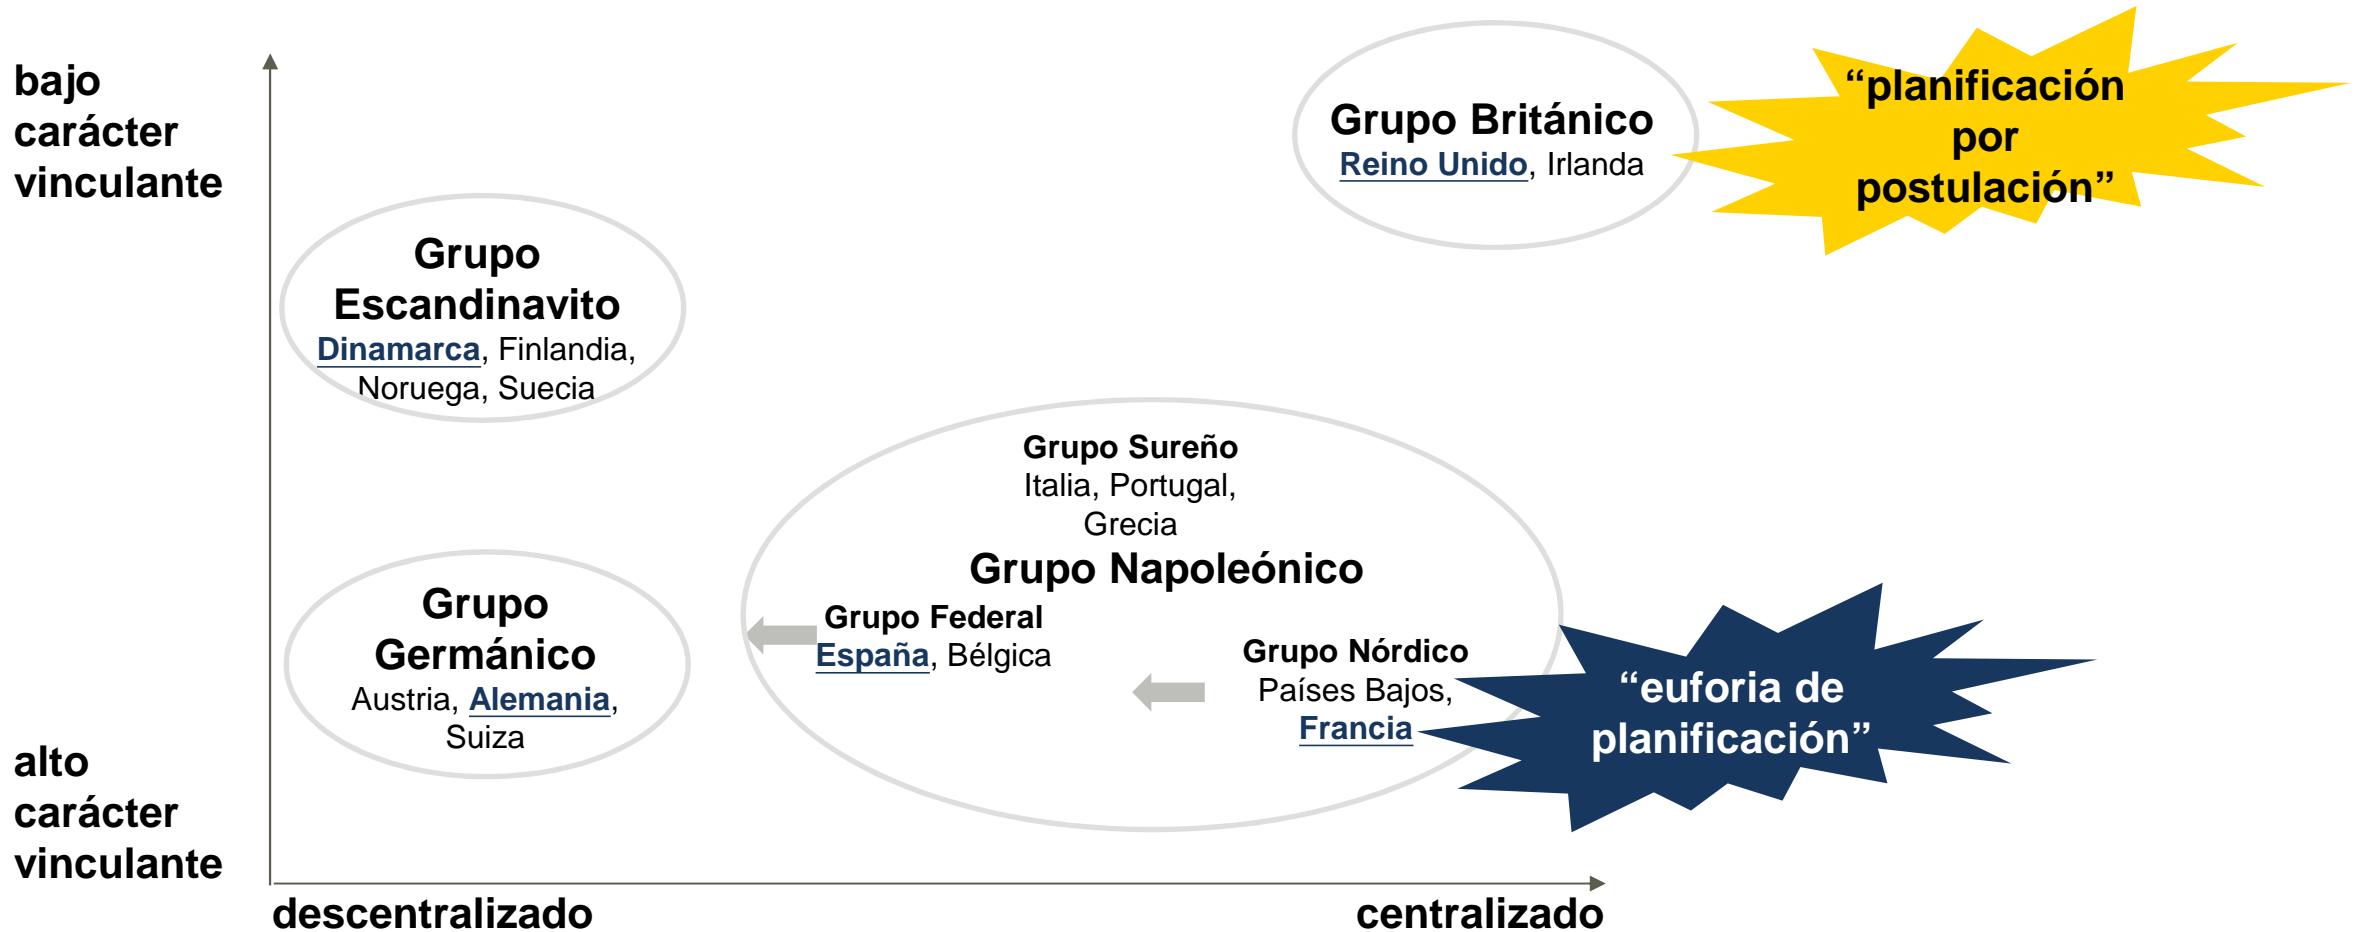 bajo
carácter
vinculante
Grupo Británico
Reino Unido, Irlanda
“planificación
por
postulación”
Grupo
Escandinavito
Dinamarca, Finlandia,
Noruega, Suecia
Grupo Sureño
Italia, Portugal,
Grecia
Grupo Napoleónico
Grupo Federal
España, Bélgica
Grupo Nórdico
Países Bajos,
Francia
“euforia de
planificación”
Grupo
Germánico
Austria, Alemania,
Suiza
alto
carácter
vinculante
descentralizado
centralizado